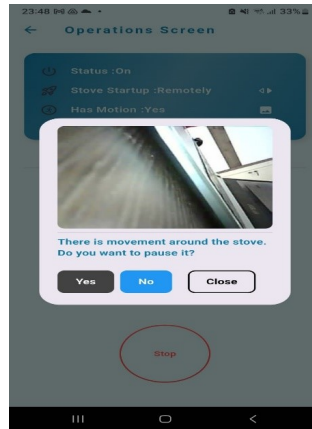 23:48
33%
Operations Screen
Status :On
Stove Startup :Remotely
Has Motion :Yes
There is movement around the stove.
Do you want to pause it?
Yes No Close
Stop